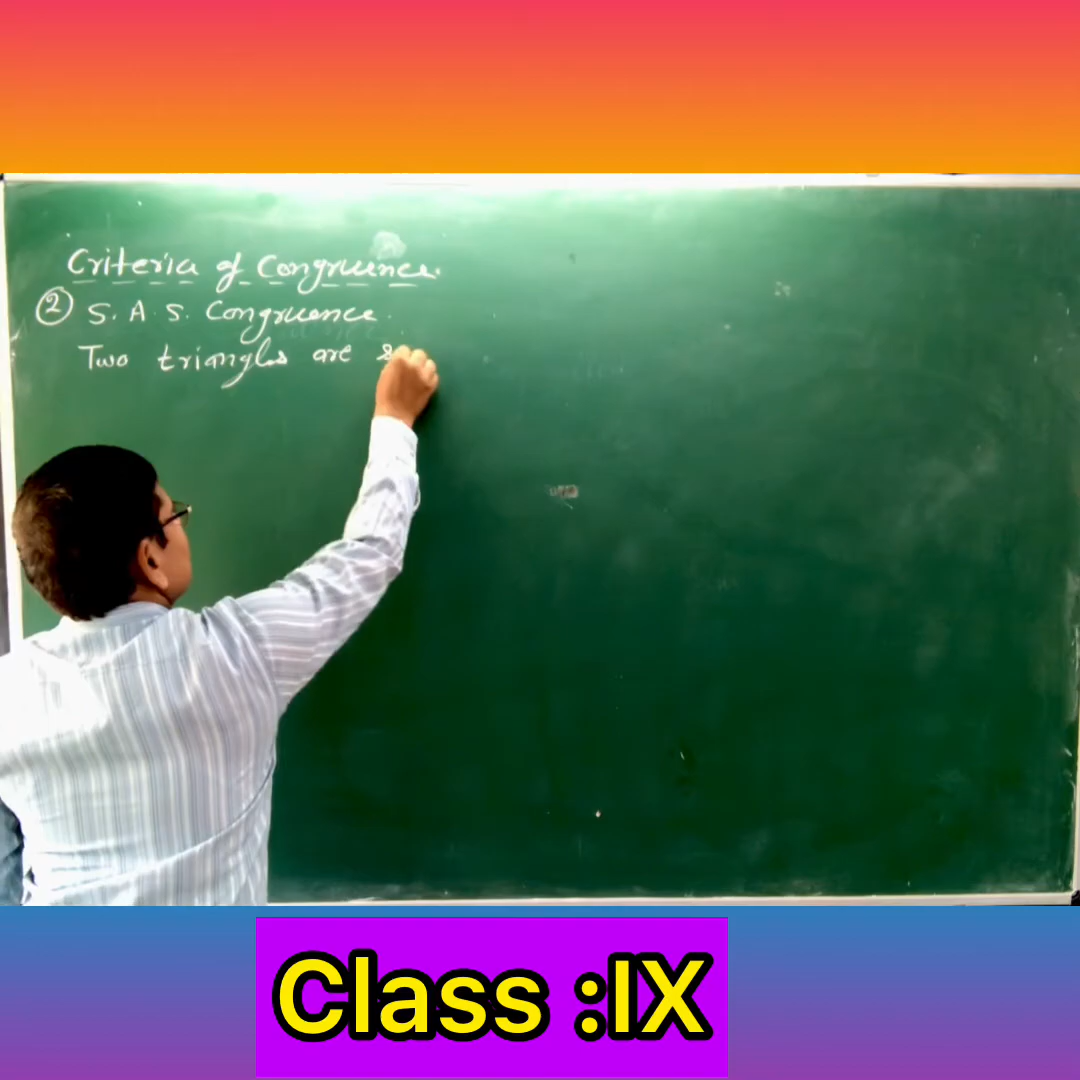 Criteria of Congruence.
② S. A. S. Congruence.
Two triangles are s
Class :IX